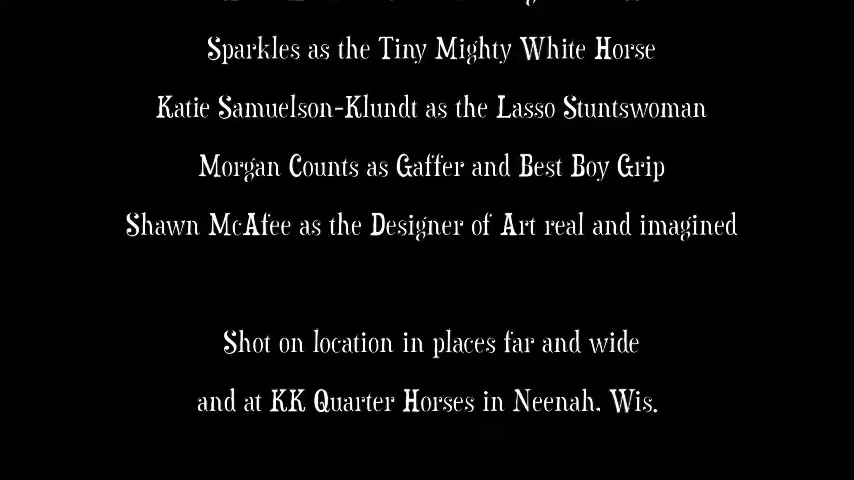 Sparkles as the Tiny Mighty White Horse
Katie Samuelson-Klundt as the Lasso Stuntswoman
Morgan Counts as Gaffer and Best Boy Grip
Shawn McAfee as the Designer of Art real and imagined
Shot on location in places far and wide
and at KK Quarter Horses in Neenah, Wis.